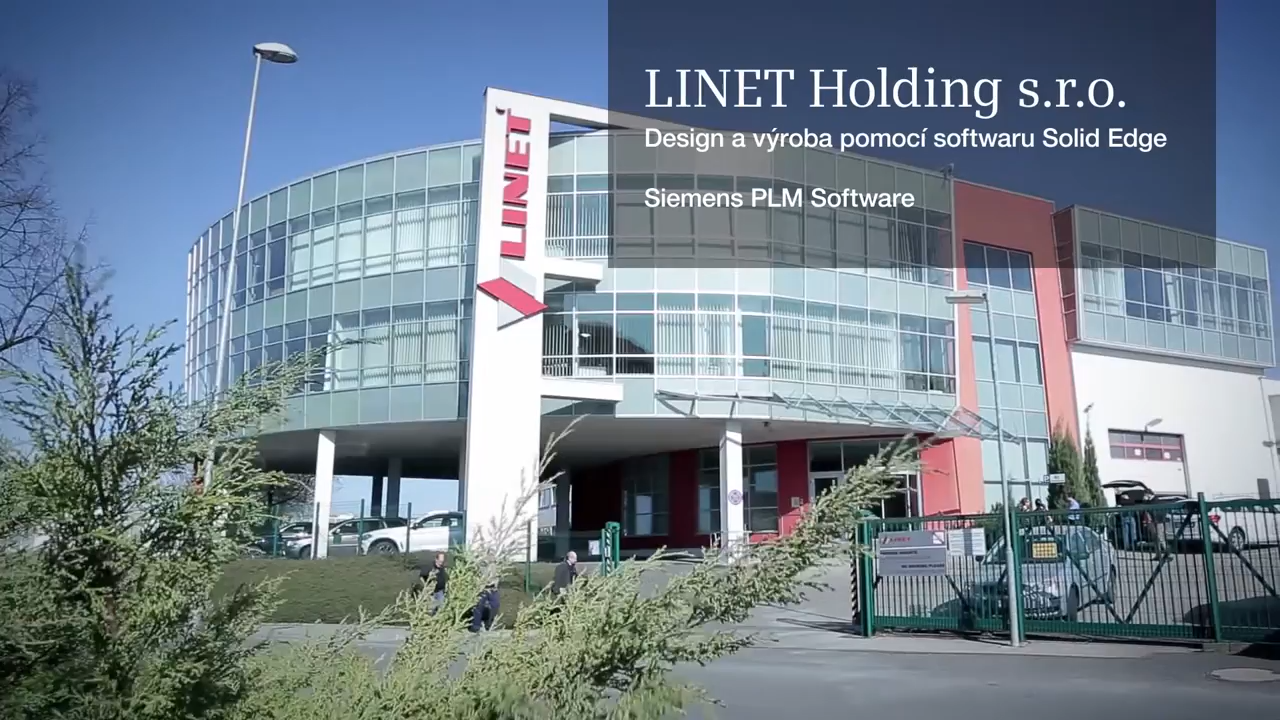 LINET Holding s.r.o.
Design a výroba pomocí softwaru Solid Edge
Siemens PLM Software
LINET
LINET